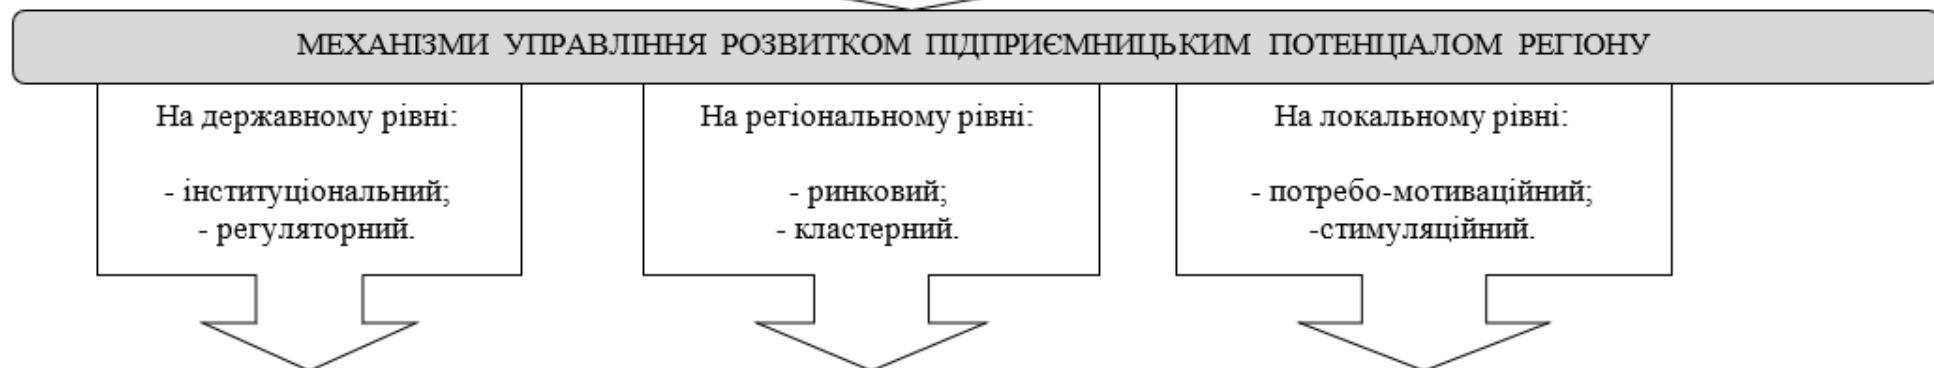 МЕХАНІЗМИ УПРАВЛІННЯ РОЗВИТКОМ ПІДПРИЄМНИЦЬКИМ ПОТЕНЦІАЛОМ РЕГІОНУ
На державному рівні:
- інституціональний;
- регуляторний.
На регіональному рівні:
- ринковий;
- кластерний.
На локальному рівні:
- потребо-мотиваційний;
-стимуляційний.